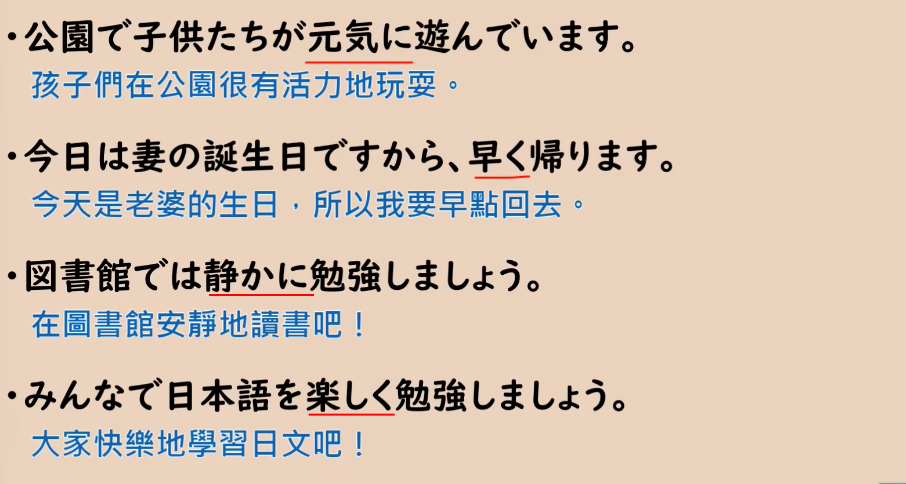 ・公園で子供たちが元気に遊んでいます。
孩子們在公園很有活力地玩耍。
・今日は妻の誕生日ですから、早く帰ります。
今天是老婆的生日，所以我要早點回去。
・図書館では静かに勉強しましょう。
在圖書館安靜地讀書吧！
・みんなで日本語を楽しく勉強しましょう。
大家快樂地學習日文吧！